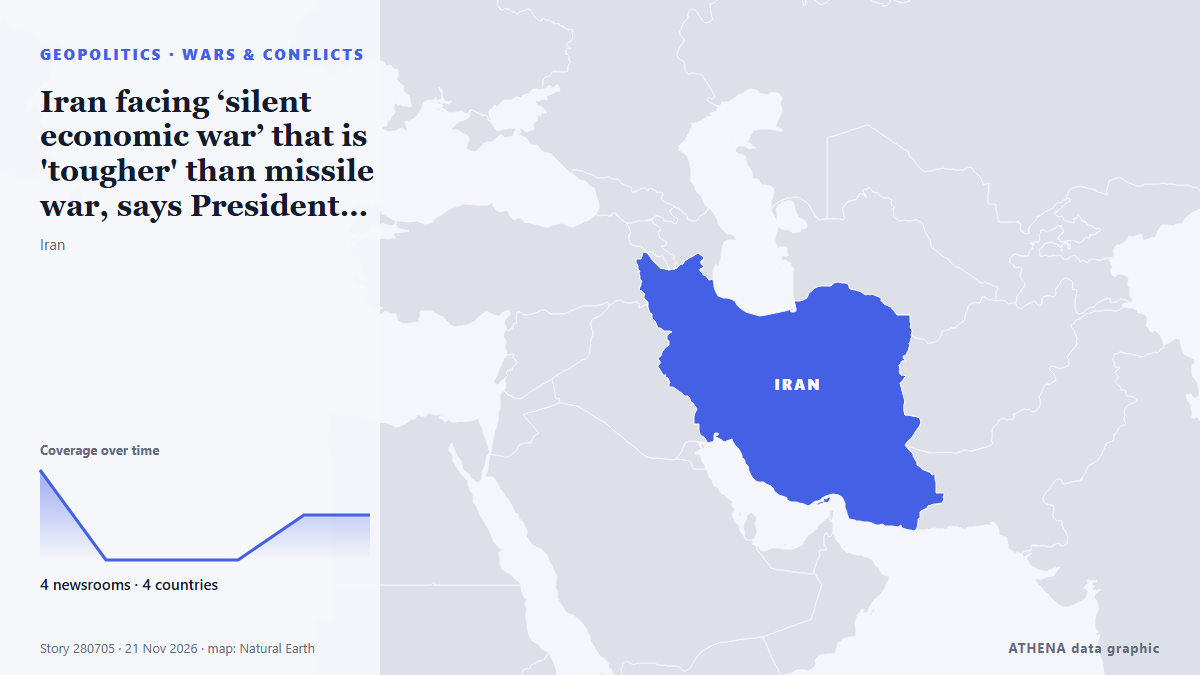 GEOPOLITICS · WARS & CONFLICTS
Iran facing ‘silent
economic war’ that is
'tougher' than missile
war, says President...
Iran
IRAN
Coverage over time
4 newsrooms · 4 countries
Story 280705 · 21 Nov 2026 · map: Natural Earth
ATHENA data graphic